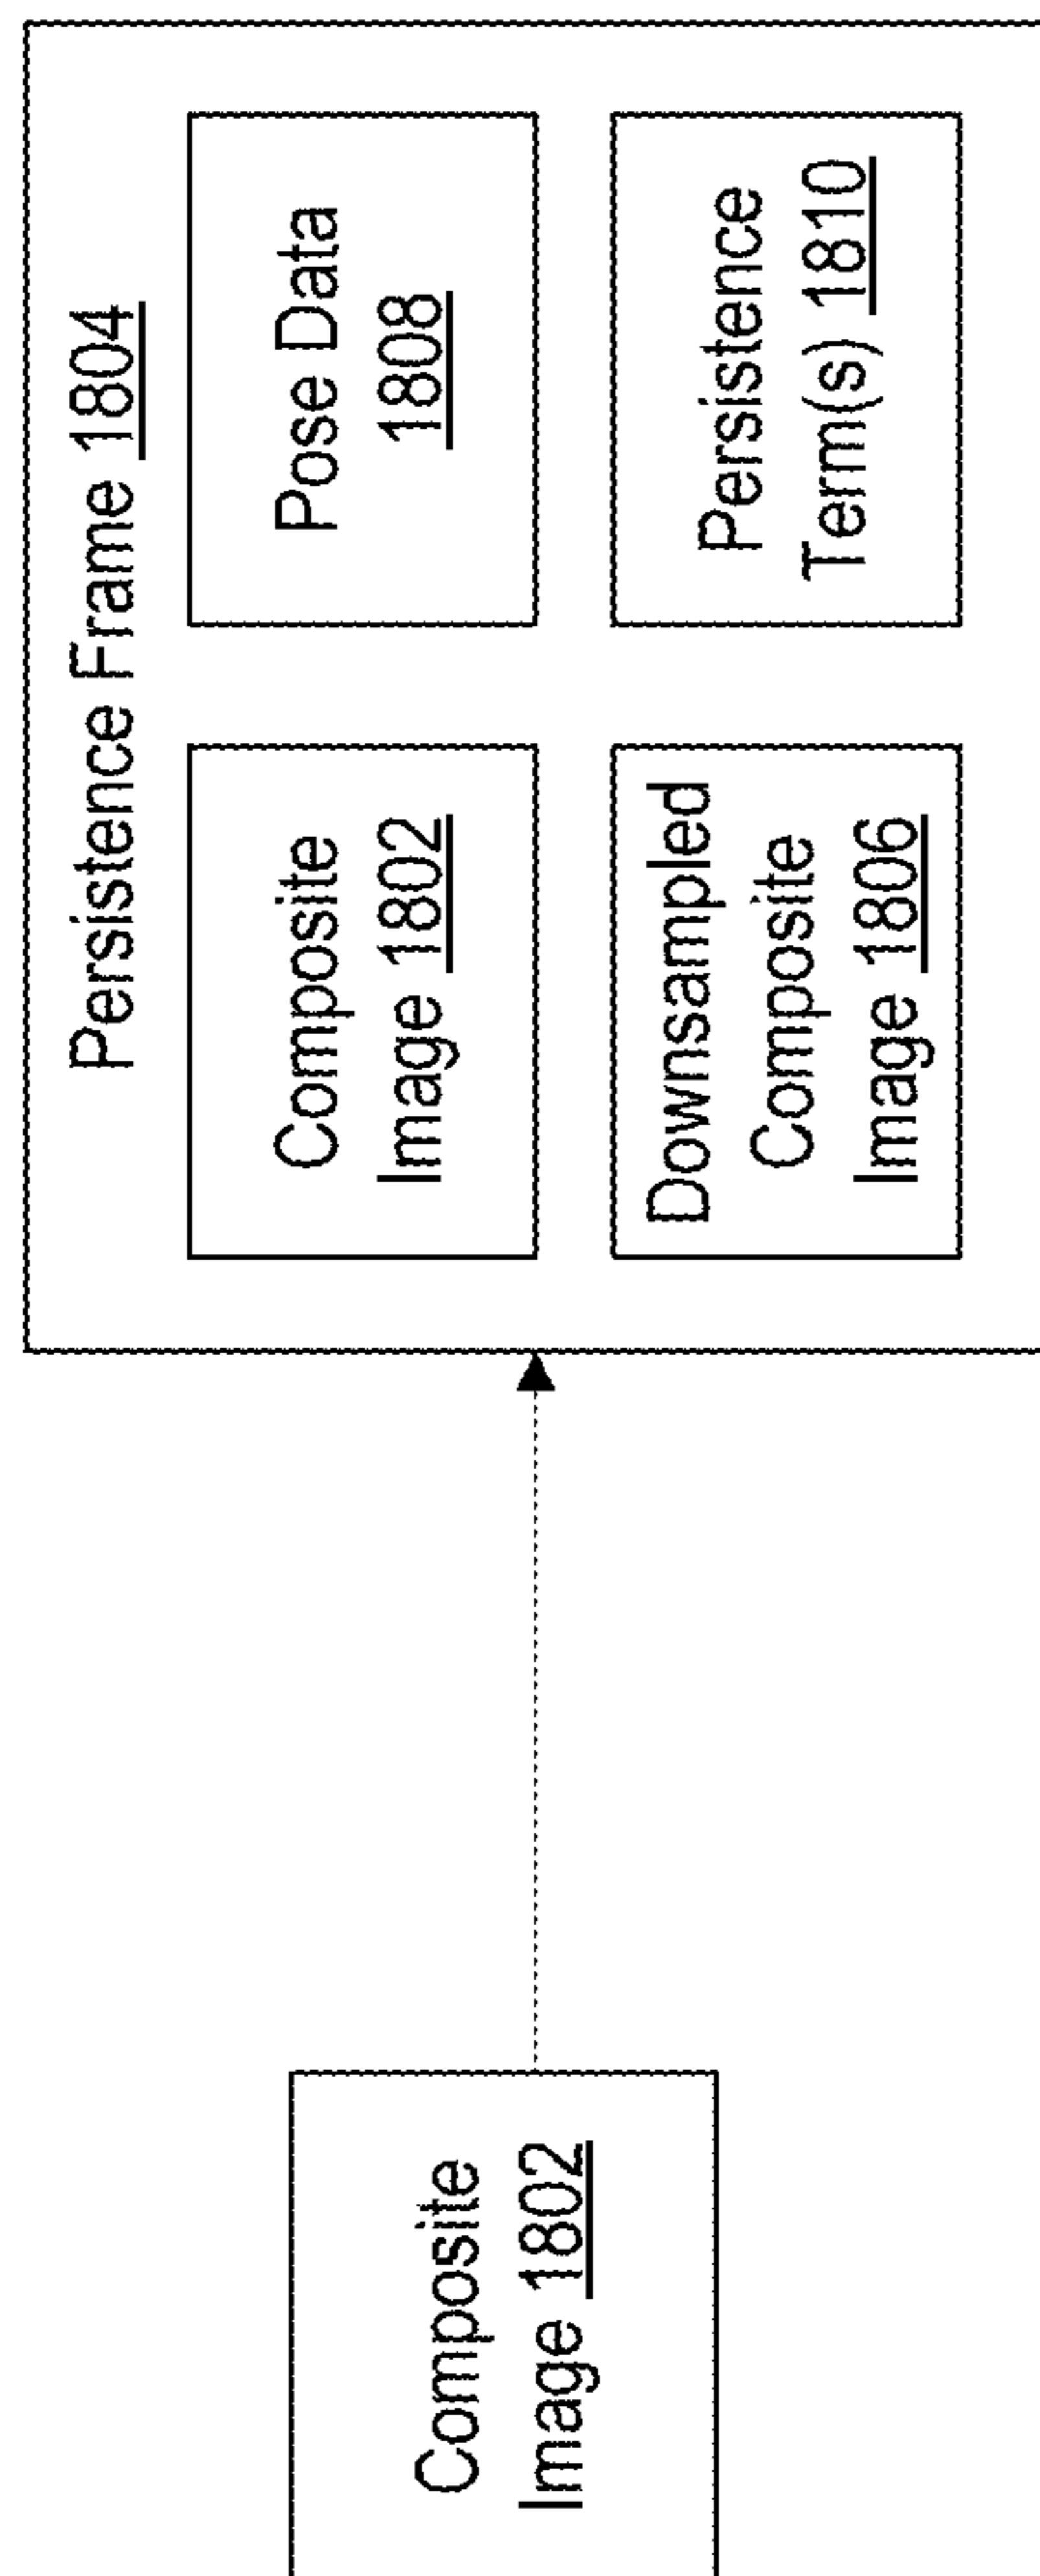 Composite
Image 1802
Persistence Frame 1804
Composite
Image 1802
Pose Data
1808
Downsampled
Composite
Image 1806
Persistence
Term(s) 1810